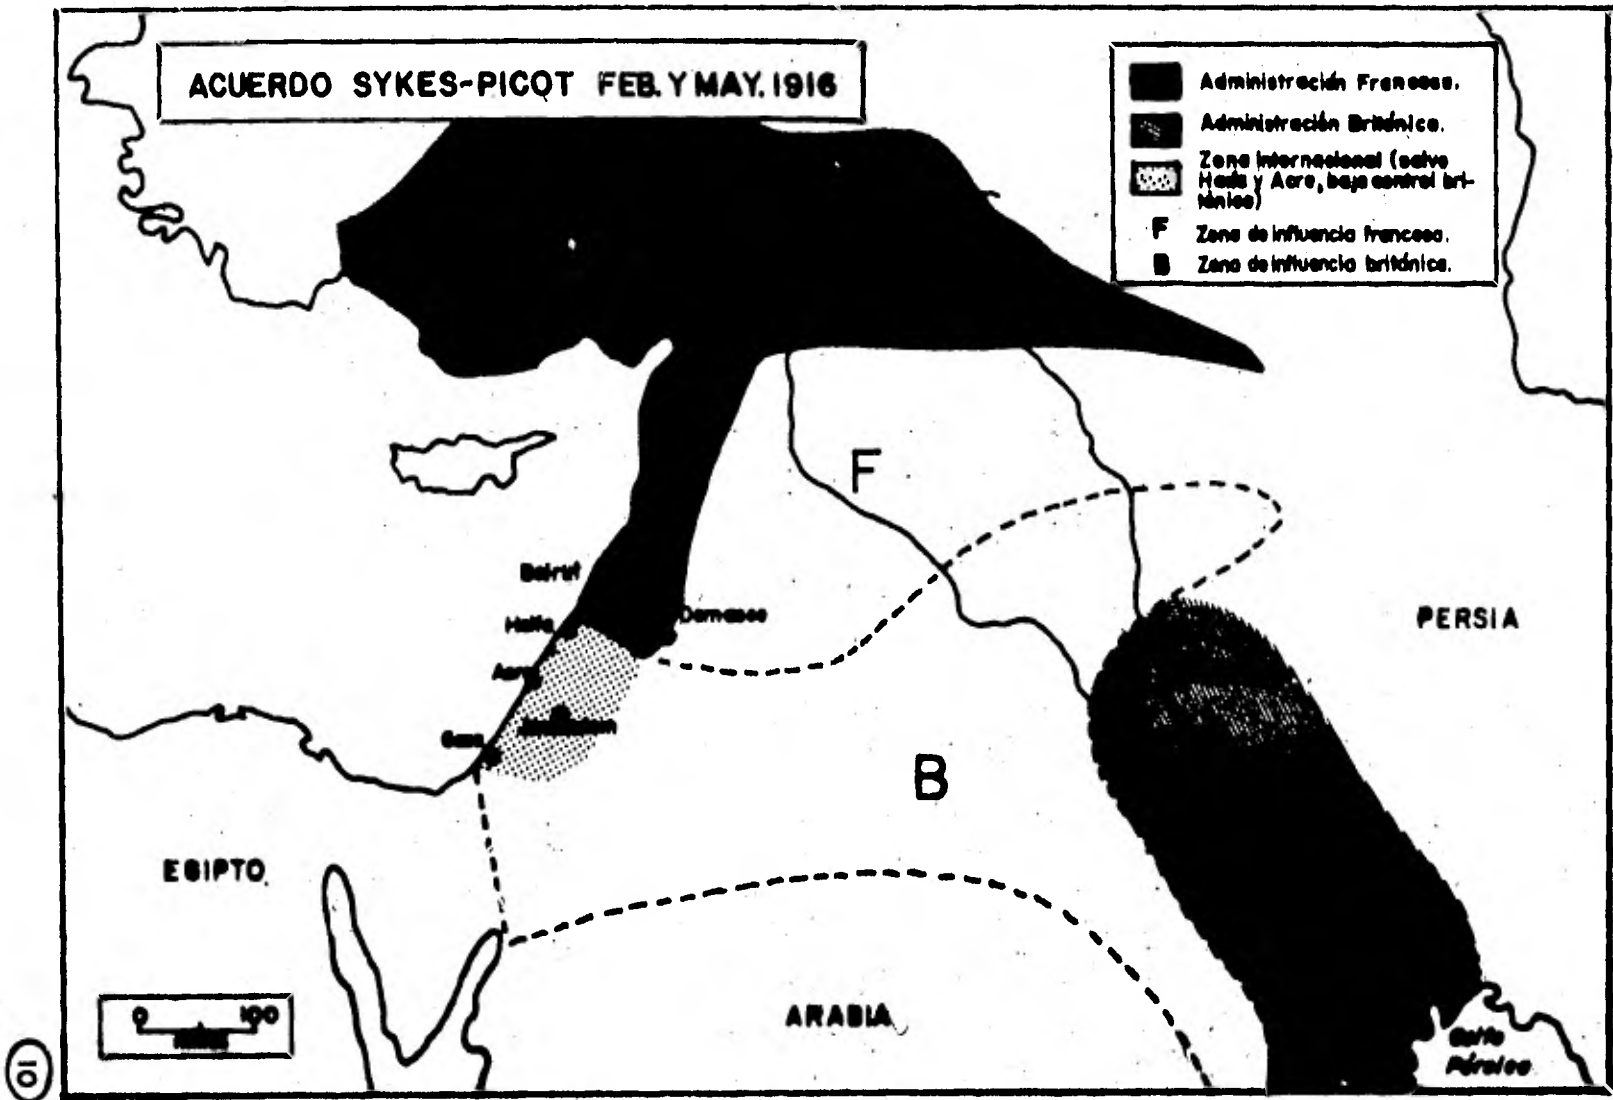 ACUERDO SYKES-PICOT FEB. Y MAY. 1916
Administración Francesa.
Administración Británica.
Zona Internacional (salvo
Haifa y Acre, bajo control bri-
tánico)
F Zona de influencia francesa.
B Zona de influencia británica.
F
Beirut
Damasco
Haifa
PERSIA
Acre
Gaza
B
EGIPTO
ARABIA
0 100
Golfo
Pérsico
10